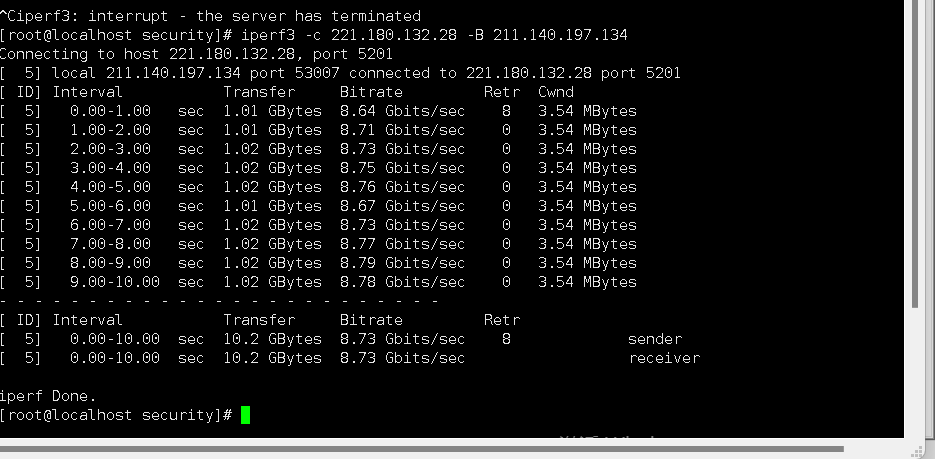 ^Ciperf3: interrupt - the server has terminated
[root@localhost security]# iperf3 -c 221.180.132.28 -B 211.140.197.134
Connecting to host 221.180.132.28, port 5201
[  5] local 211.140.197.134 port 53007 connected to 221.180.132.28 port 5201
[ ID] Interval           Transfer     Bitrate         Retr  Cwnd
[  5]   0.00-1.00   sec  1.01 GBytes  8.64 Gbits/sec    8   3.54 MBytes
[  5]   1.00-2.00   sec  1.01 GBytes  8.71 Gbits/sec    0   3.54 MBytes
[  5]   2.00-3.00   sec  1.02 GBytes  8.73 Gbits/sec    0   3.54 MBytes
[  5]   3.00-4.00   sec  1.02 GBytes  8.75 Gbits/sec    0   3.54 MBytes
[  5]   4.00-5.00   sec  1.02 GBytes  8.76 Gbits/sec    0   3.54 MBytes
[  5]   5.00-6.00   sec  1.01 GBytes  8.67 Gbits/sec    0   3.54 MBytes
[  5]   6.00-7.00   sec  1.02 GBytes  8.73 Gbits/sec    0   3.54 MBytes
[  5]   7.00-8.00   sec  1.02 GBytes  8.77 Gbits/sec    0   3.54 MBytes
[  5]   8.00-9.00   sec  1.02 GBytes  8.79 Gbits/sec    0   3.54 MBytes
[  5]   9.00-10.00  sec  1.02 GBytes  8.78 Gbits/sec    0   3.54 MBytes
- - - - - - - - - - - - - - - - - - - - - - - - -
[ ID] Interval           Transfer     Bitrate         Retr
[  5]   0.00-10.00  sec  10.2 GBytes  8.73 Gbits/sec    8             sender
[  5]   0.00-10.00  sec  10.2 GBytes  8.73 Gbits/sec                  receiver
iperf Done.
[root@localhost security]#